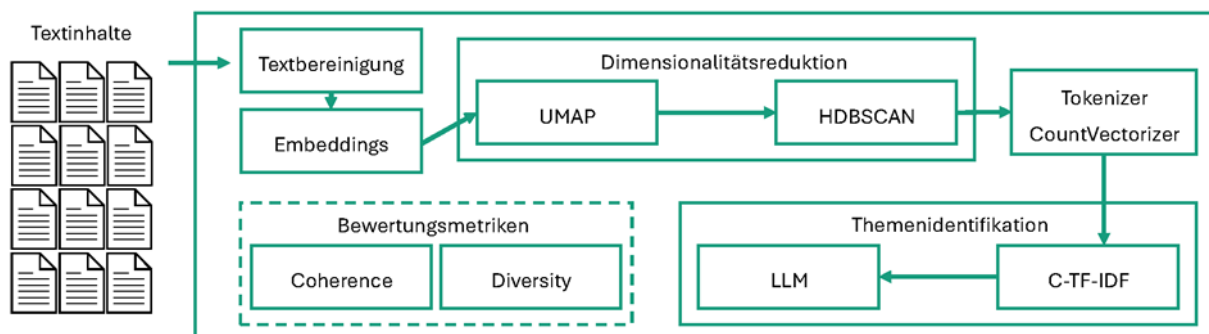 Textinhalte
Textbereinigung
Embeddings
Dimensionalitätsreduktion
UMAP
HDBSCAN
Tokenizer
CountVectorizer
Bewertungsmetriken
Coherence
Diversity
Themenidentifikation
LLM
C-TF-IDF